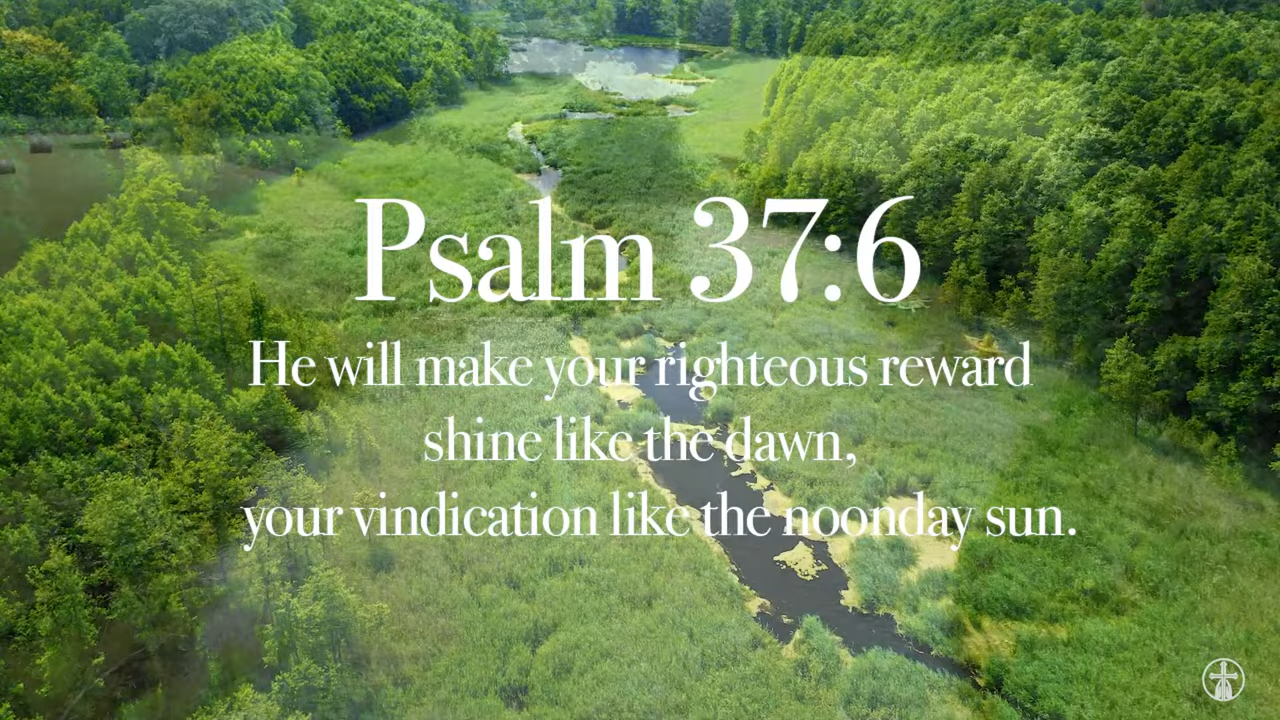 Psalm 37:6
He will make your righteous reward
shine like the dawn,
your vindication like the noonday sun.